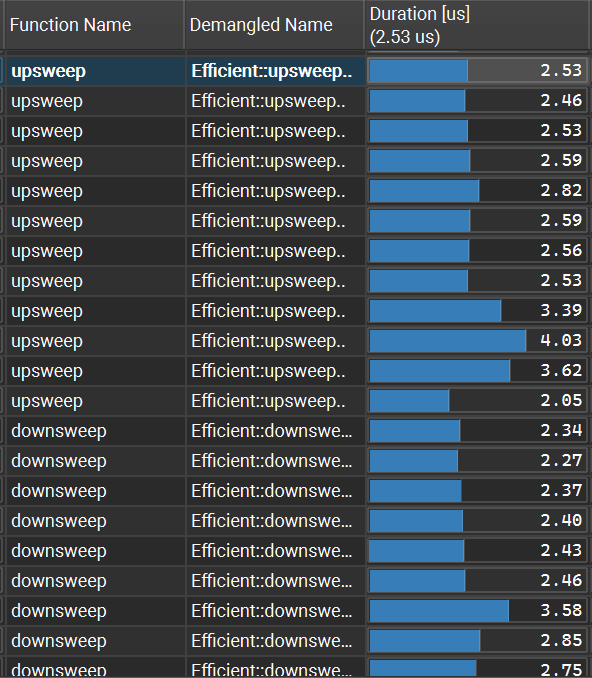 Function Name Demangled Name Duration [us]
(2.53 us)
upsweep Efficient::upsweep.. 2.53
upsweep Efficient::upsweep.. 2.46
upsweep Efficient::upsweep.. 2.53
upsweep Efficient::upsweep.. 2.59
upsweep Efficient::upsweep.. 2.82
upsweep Efficient::upsweep.. 2.59
upsweep Efficient::upsweep.. 2.56
upsweep Efficient::upsweep.. 2.53
upsweep Efficient::upsweep.. 3.39
upsweep Efficient::upsweep.. 4.03
upsweep Efficient::upsweep.. 3.62
upsweep Efficient::upsweep.. 2.05
downsweep Efficient::downswe... 2.34
downsweep Efficient::downswe... 2.27
downsweep Efficient::downswe... 2.37
downsweep Efficient::downswe... 2.40
downsweep Efficient::downswe... 2.43
downsweep Efficient::downswe... 2.46
downsweep Efficient::downswe... 3.58
downsweep Efficient::downswe... 2.85
downsweep Efficient::downswe... 2.75